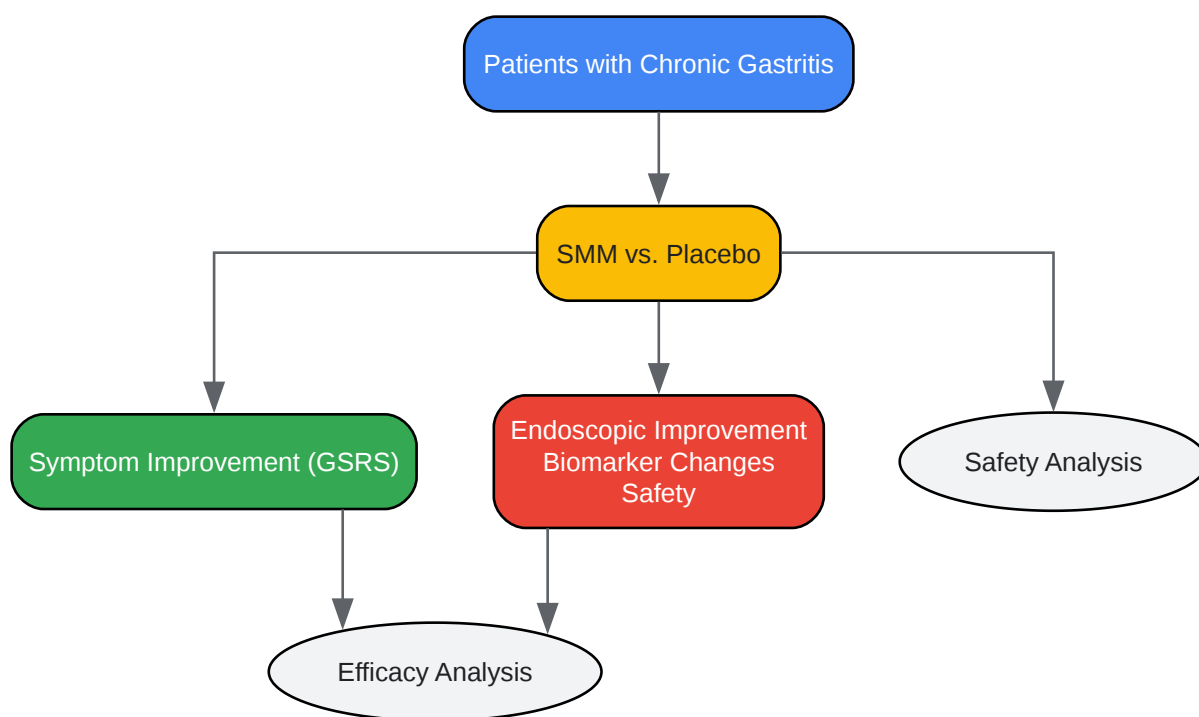 Patients with Chronic Gastritis
SMM vs. Placebo
Symptom Improvement (GSRS)
Endoscopic Improvement
Biomarker Changes
Safety
Safety Analysis
Efficacy Analysis